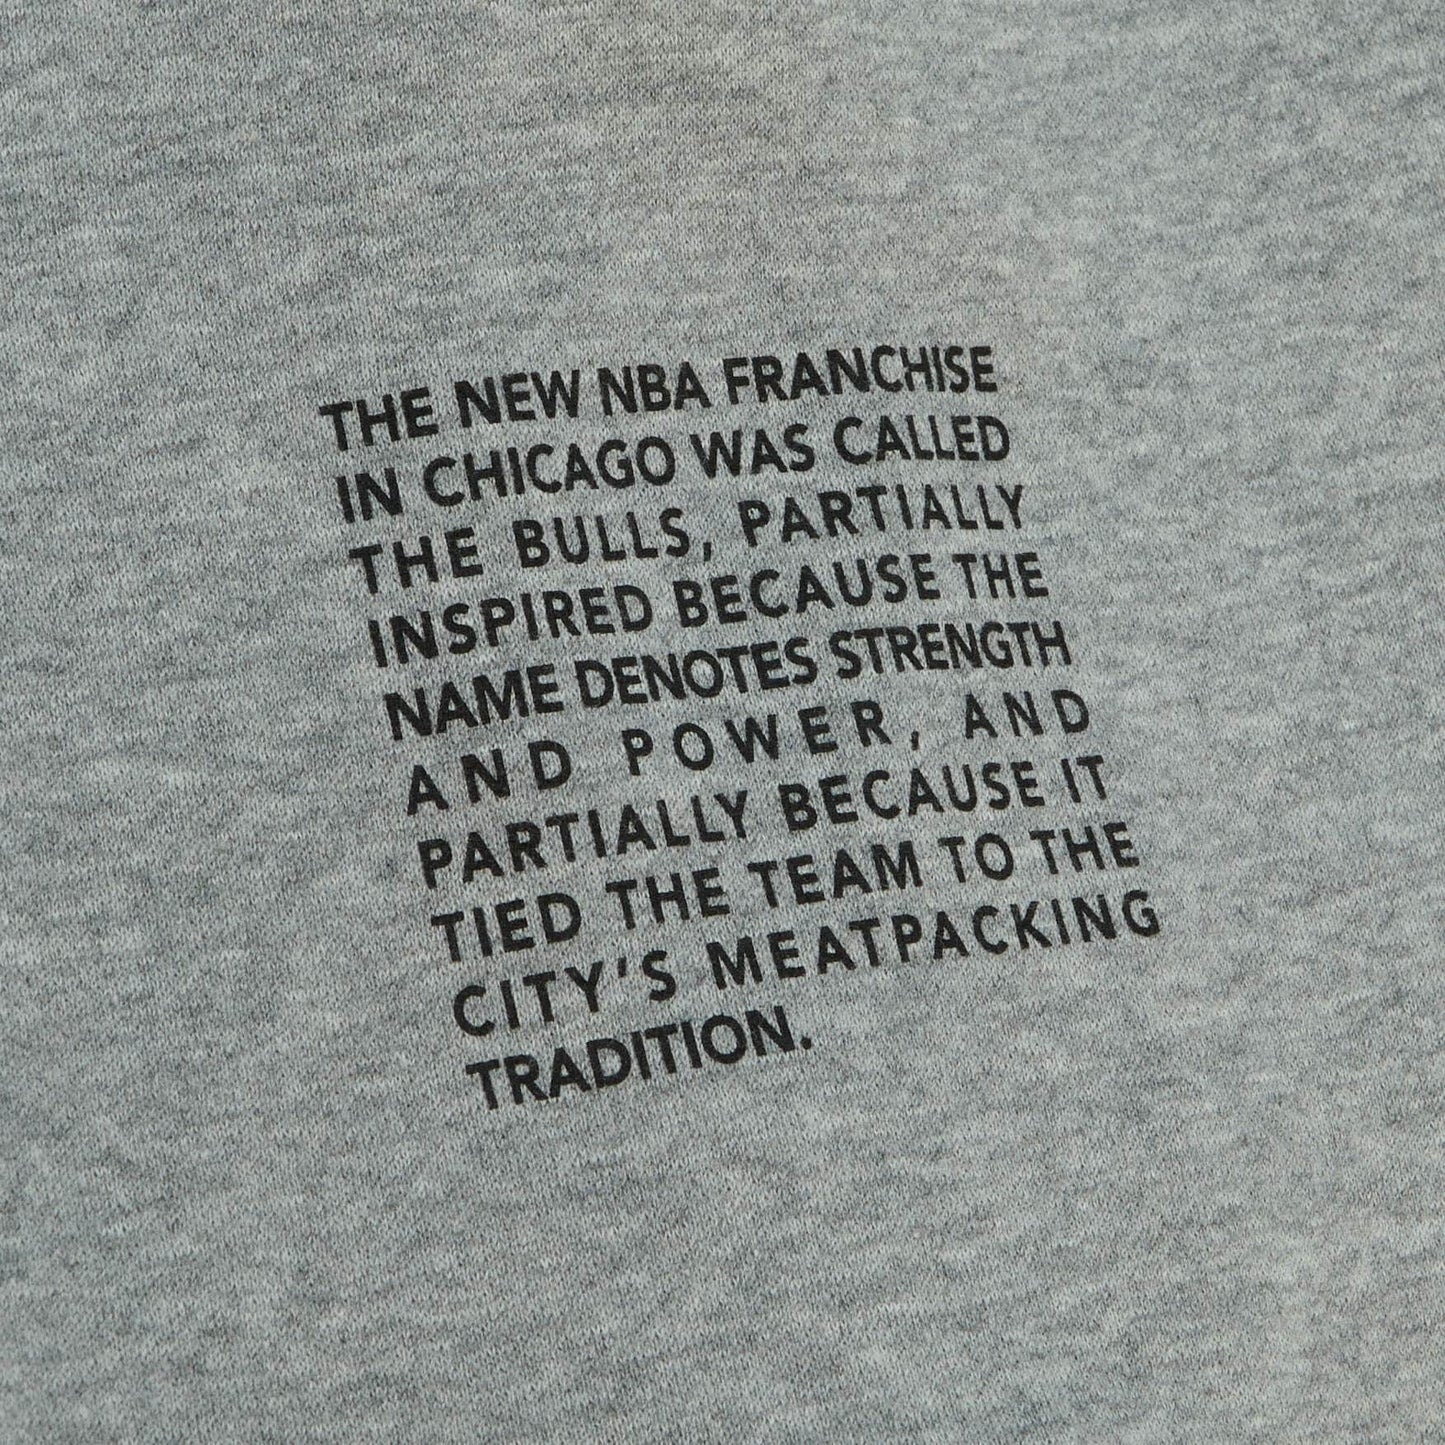 THE NEW NBA FRANCHISE
IN CHICAGO WAS CALLED
THE BULLS, PARTIALLY
INSPIRED BECAUSE THE
NAME DENOTES STRENGTH
AND POWER, AND
PARTIALLY BECAUSE IT
TIED THE TEAM TO THE
CITY'S MEATPACKING
TRADITION.